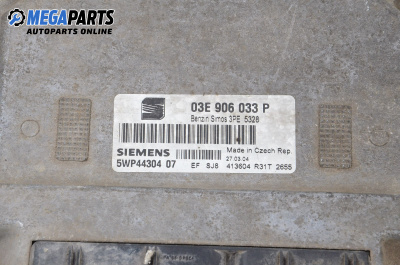 MEGAPARTS
AUTOPARTS ONLINE
03E 906 033 P
Benzin Simos 3PE 5328
SIEMENS
Made in Czech Rep.
27.03.04
5WP44304 07
EF SJ8 413604 R31T 2655